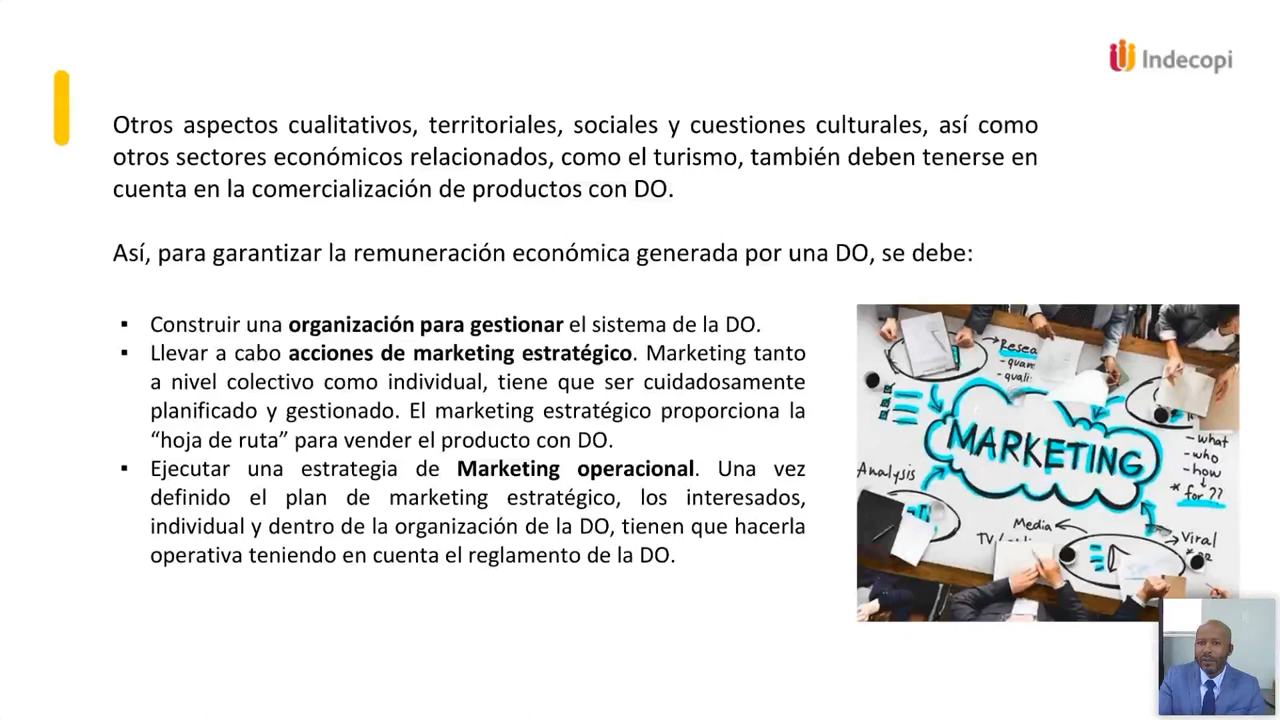 Indecopi
Otros aspectos cualitativos, territoriales, sociales y cuestiones culturales, así como
otros sectores económicos relacionados, como el turismo, también deben tenerse en
cuenta en la comercialización de productos con DO.
Así, para garantizar la remuneración económica generada por una DO, se debe:
▪ Construir una organización para gestionar el sistema de la DO.
▪ Llevar a cabo acciones de marketing estratégico. Marketing tanto
a nivel colectivo como individual, tiene que ser cuidadosamente
planificado y gestionado. El marketing estratégico proporciona la
“hoja de ruta” para vender el producto con DO.
▪ Ejecutar una estrategia de Marketing operacional. Una vez
definido el plan de marketing estratégico, los interesados,
individual y dentro de la organización de la DO, tienen que hacerla
operativa teniendo en cuenta el reglamento de la DO.
MARKETING
- what
- who
- how
* for ??
Analysis
Media
TV
Viral